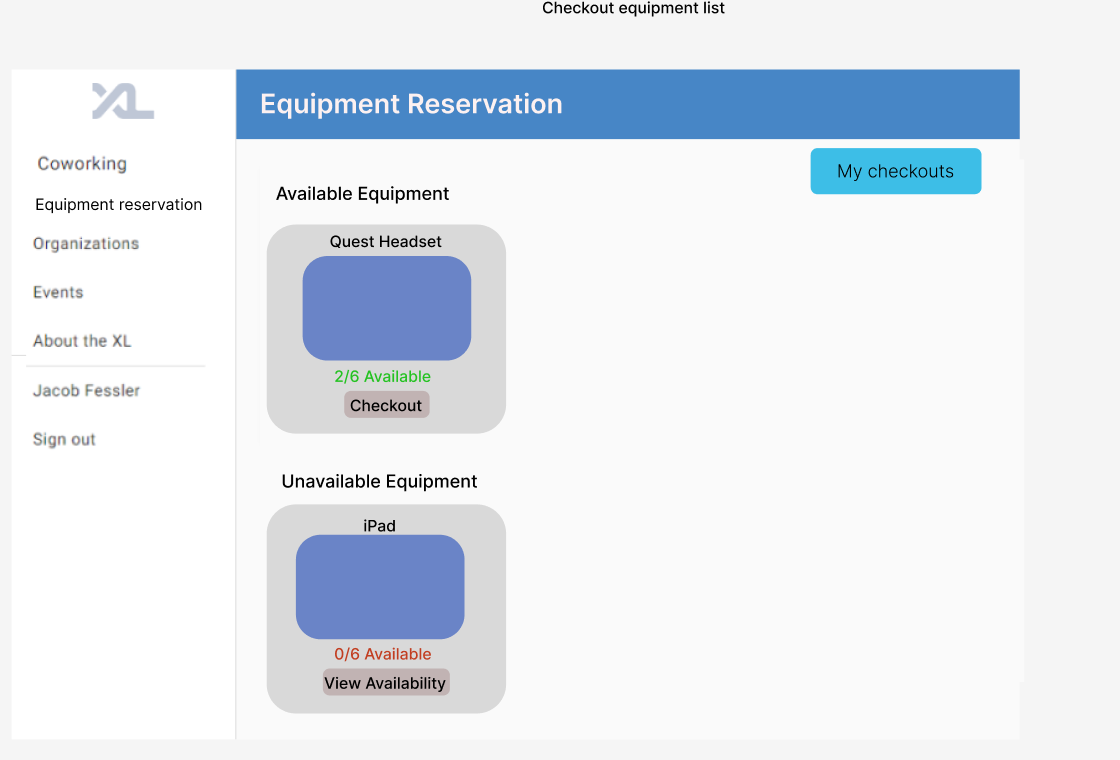 Checkout equipment list
XL
Equipment Reservation
Coworking
Equipment reservation
Organizations
Events
About the XL
Jacob Fessler
Sign out
My checkouts
Available Equipment
Quest Headset
2/6 Available
Checkout
Unavailable Equipment
iPad
0/6 Available
View Availability